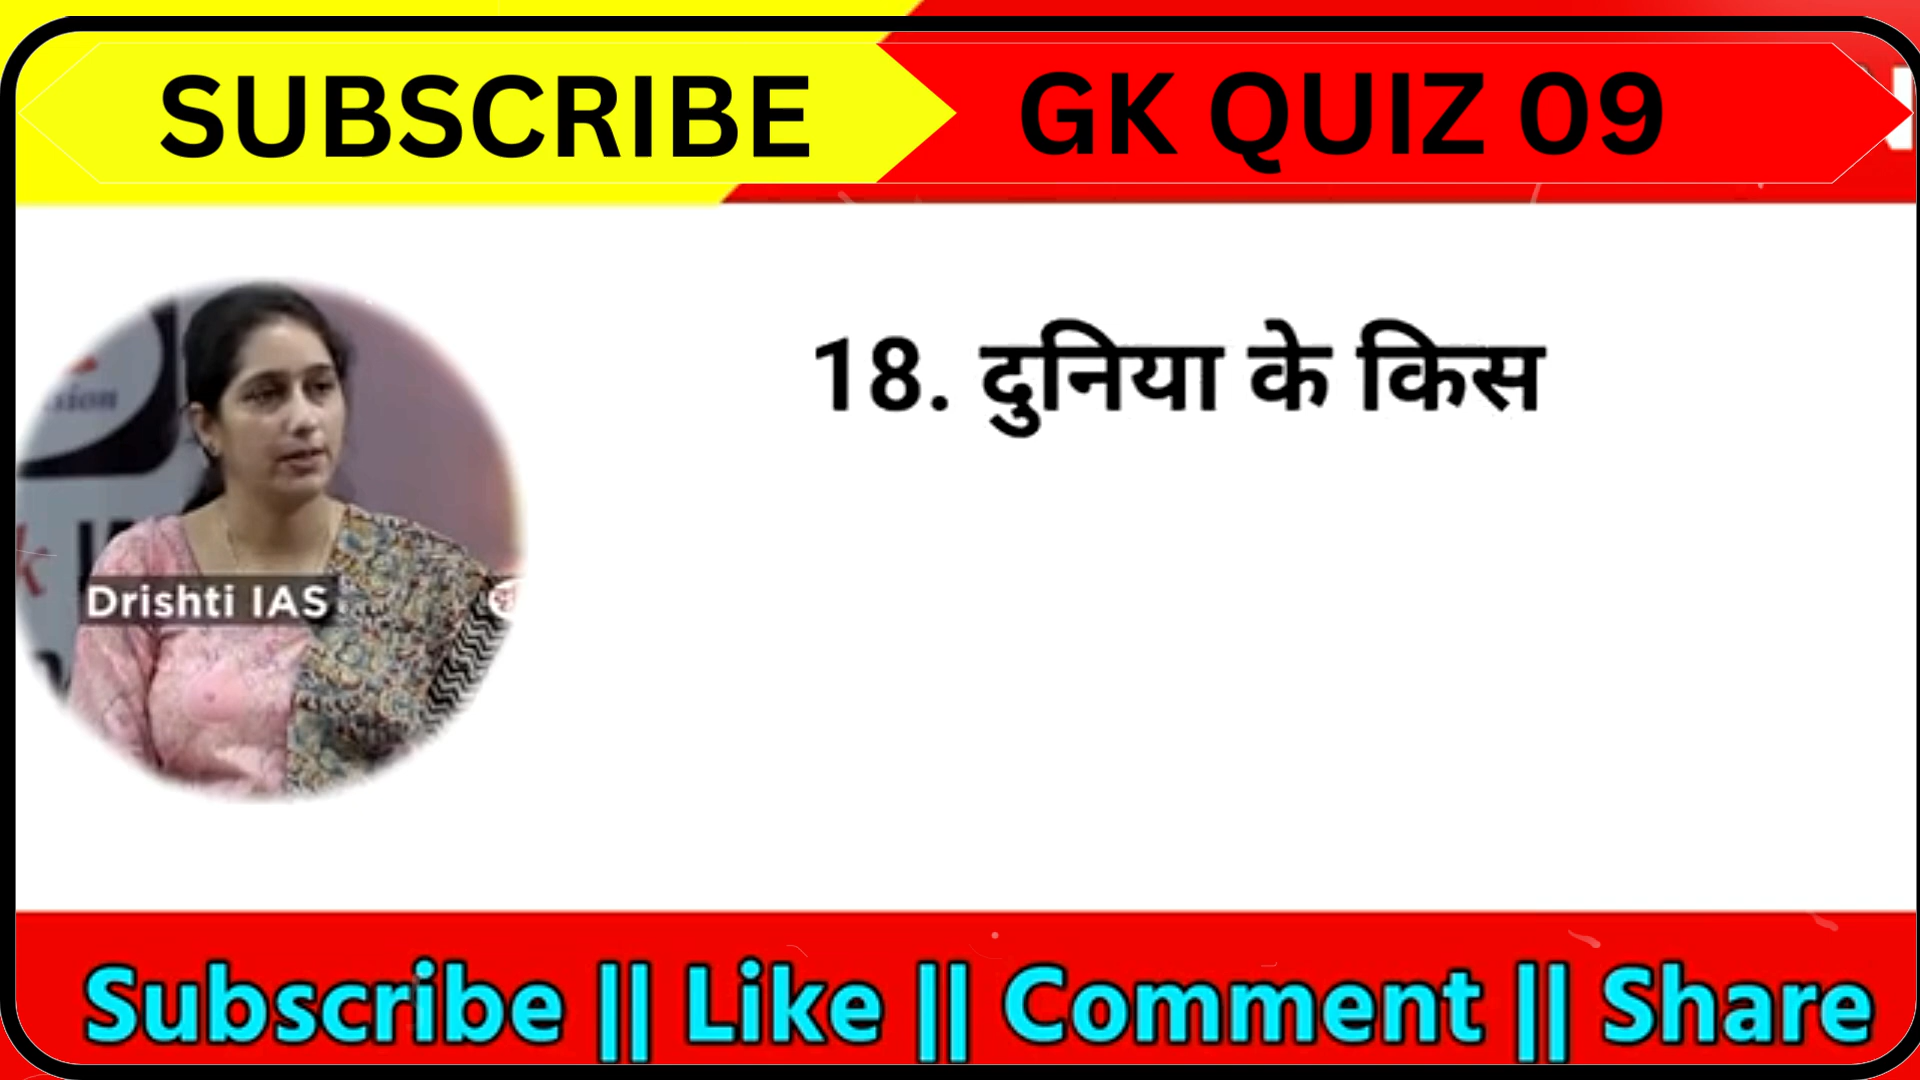 SUBSCRIBE
GK QUIZ 09
18. दुनिया के किस
Drishti IAS
Subscribe || Like || Comment || Share